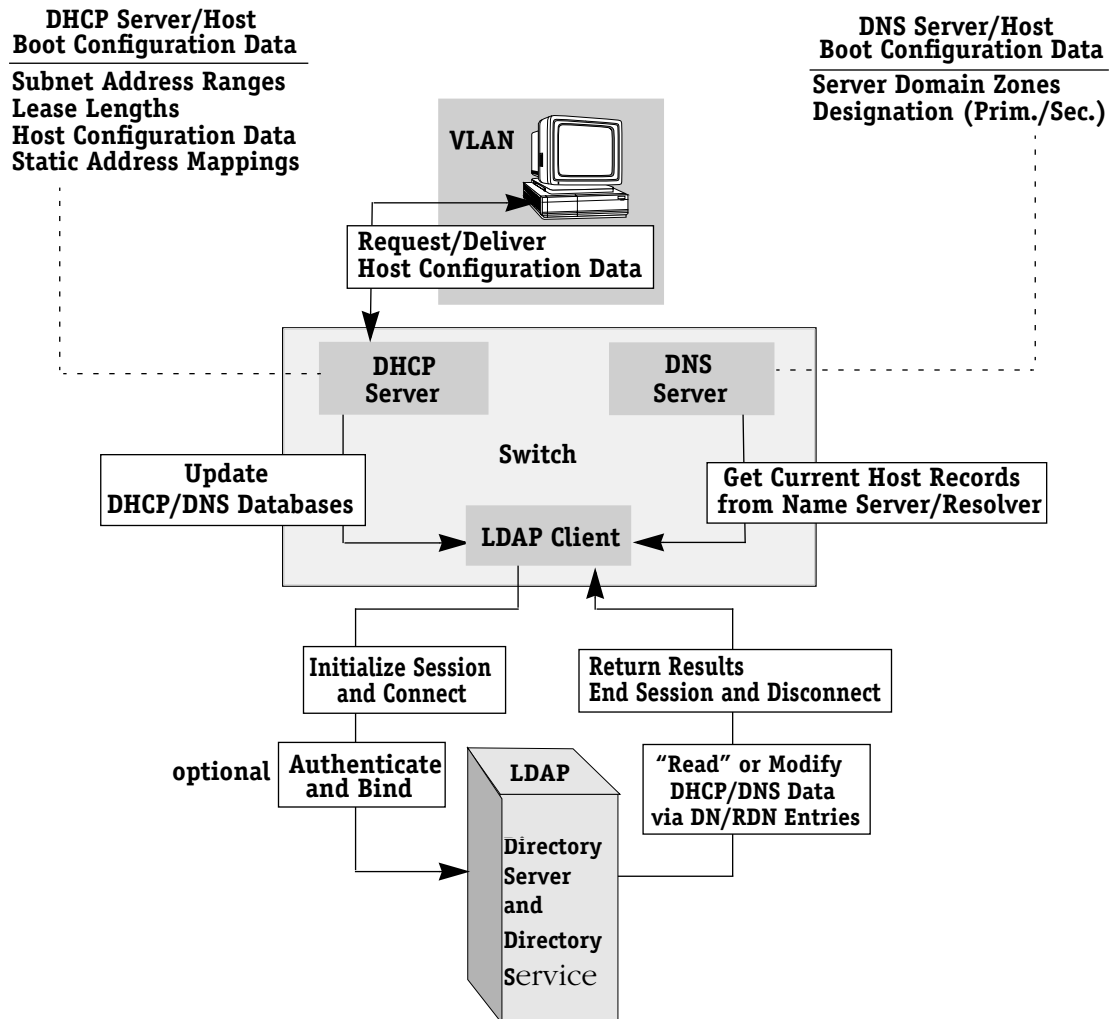 DHCP Server/Host
Boot Configuration Data
Subnet Address Ranges
Lease Lengths
Host Configuration Data
Static Address Mappings
DNS Server/Host
Boot Configuration Data
Server Domain Zones
Designation (Prim./Sec.)
VLAN
Request/Deliver
Host Configuration Data
DHCP
Server
DNS
Server
Switch
Update
DHCP/DNS Databases
Get Current Host Records
from Name Server/Resolver
LDAP Client
Initialize Session
and Connect
Return Results
End Session and Disconnect
optional
Authenticate
and Bind
LDAP
"Read" or Modify
DHCP/DNS Data
via DN/RDN Entries
Directory
Server
and
Directory
Service